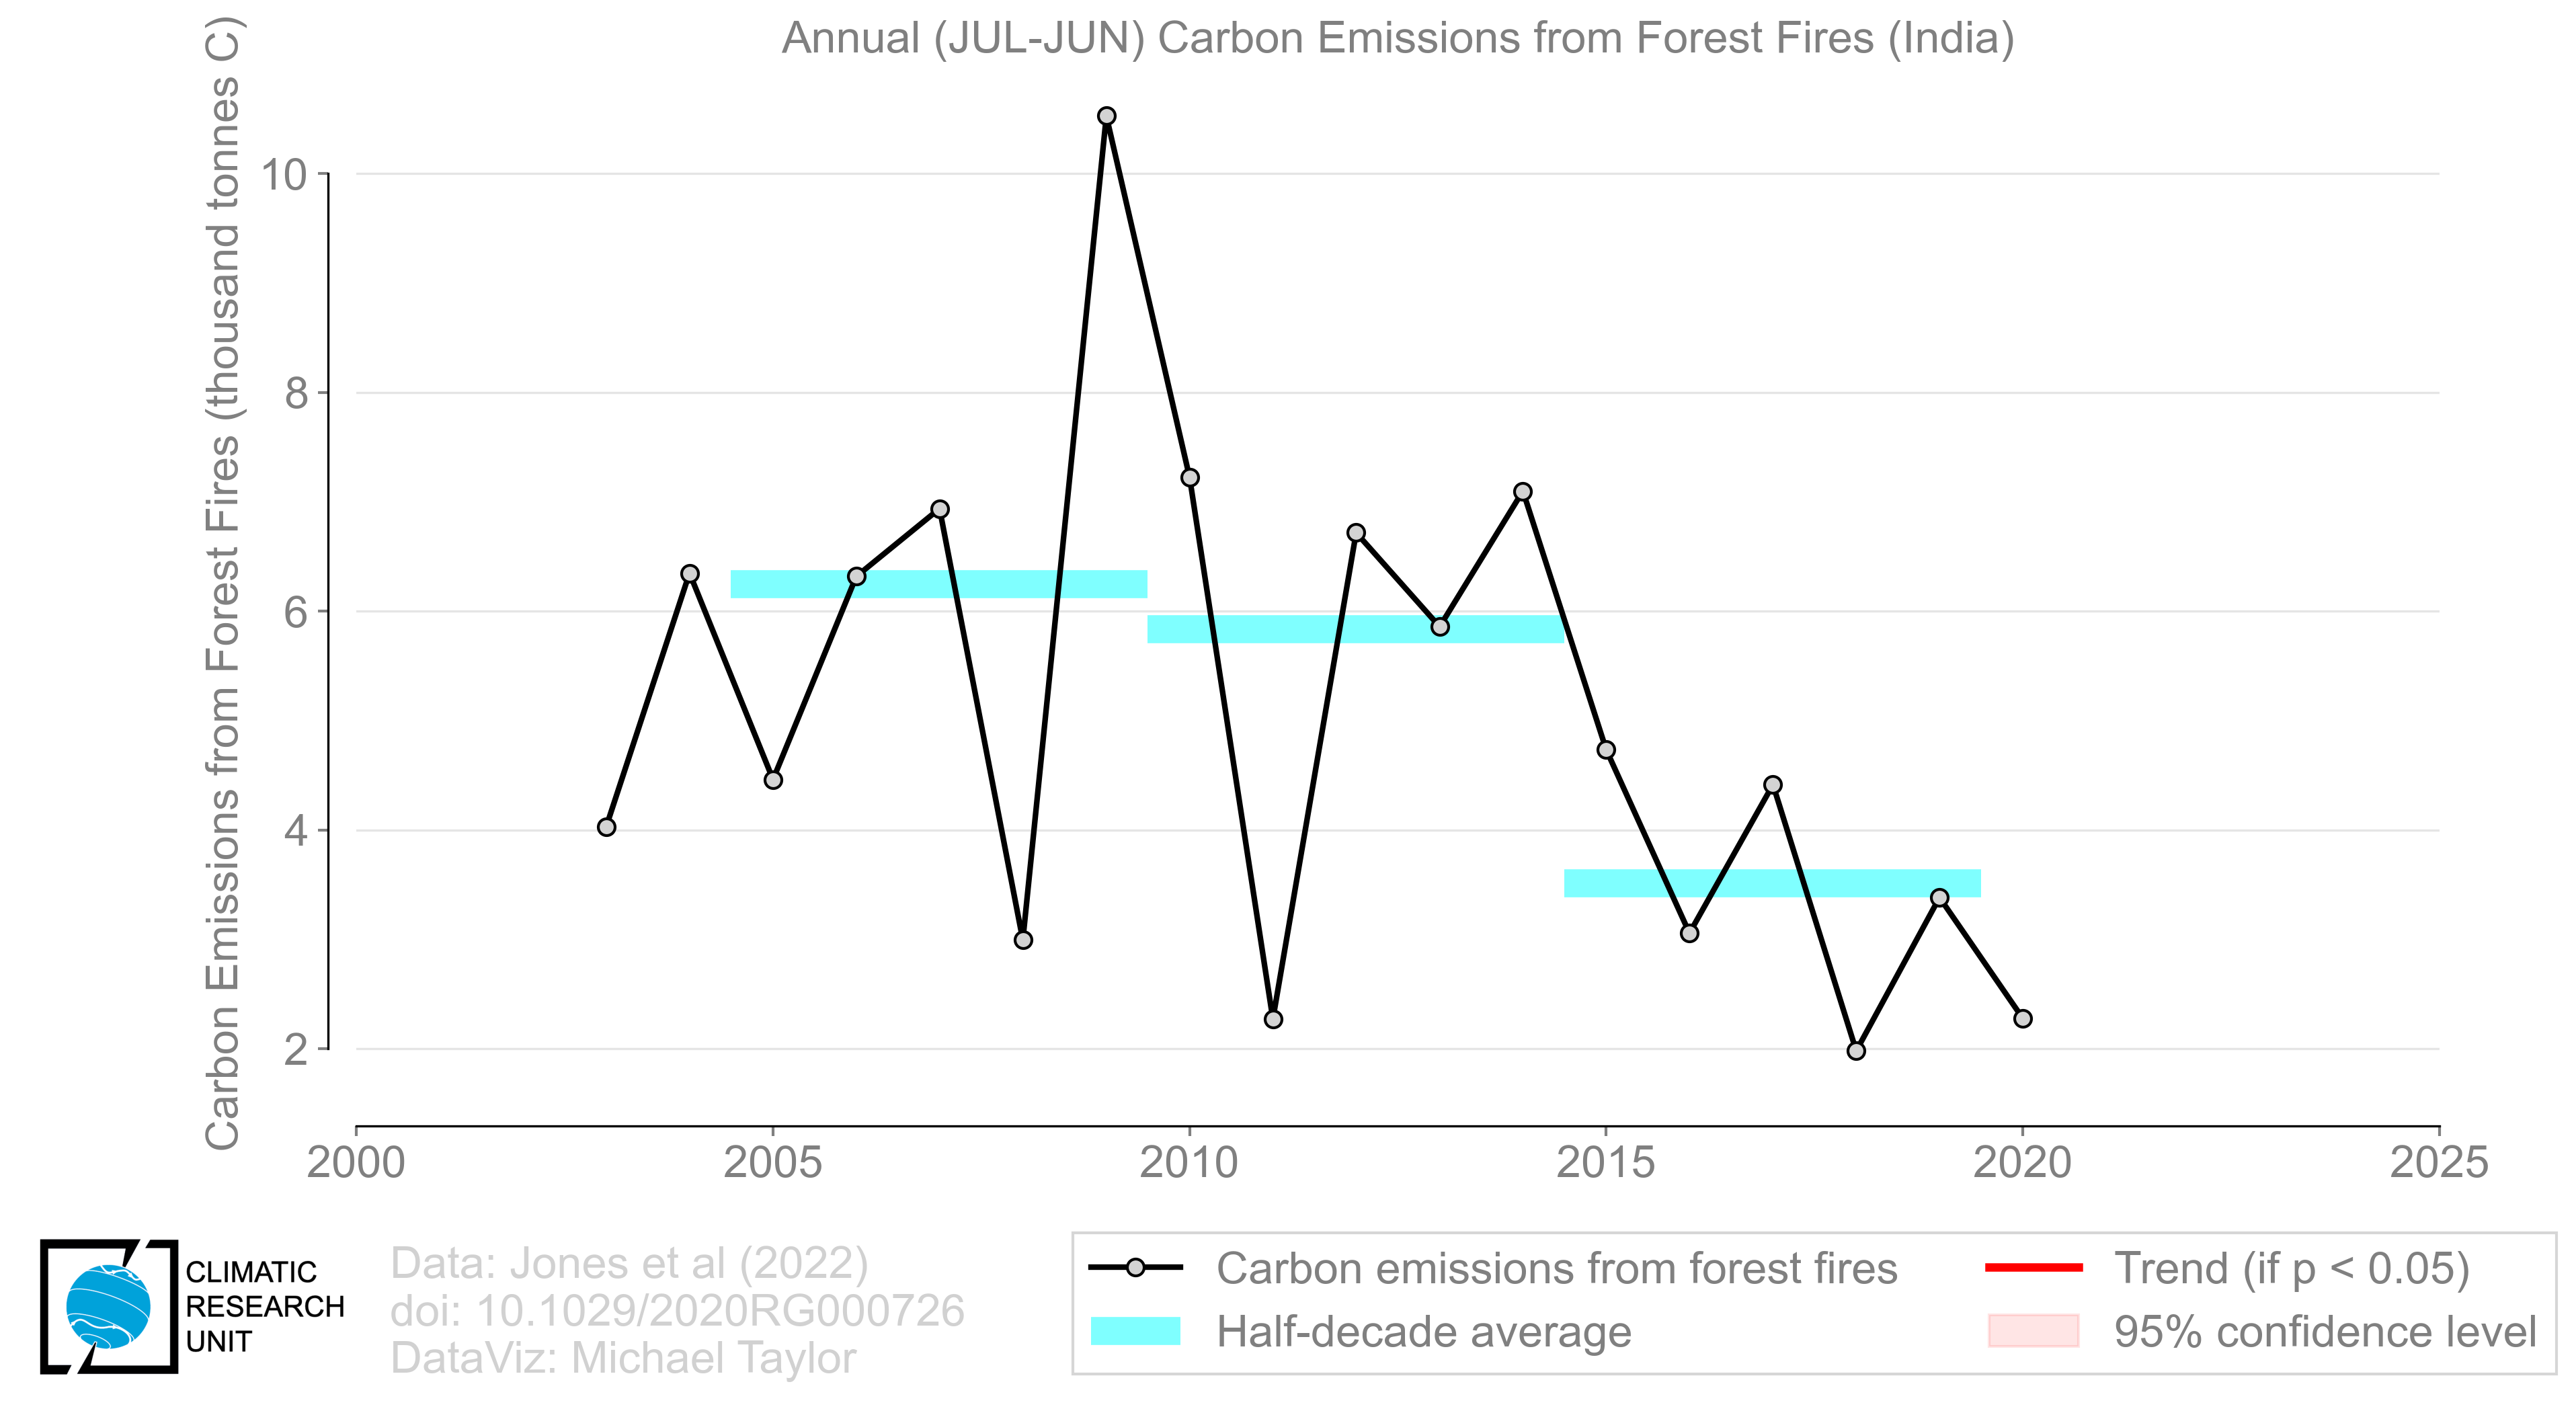 Annual (JUL-JUN) Carbon Emissions from Forest Fires (India)
Carbon Emissions from Forest Fires (thousand tonnes C)
10
8
6
4
2
2000 2005 2010 2015 2020 2025
CLIMATIC
RESEARCH
UNIT
Data: Jones et al (2022)
doi: 10.1029/2020RG000726
DataViz: Michael Taylor
Carbon emissions from forest fires
Half-decade average
Trend (if p < 0.05)
95% confidence level